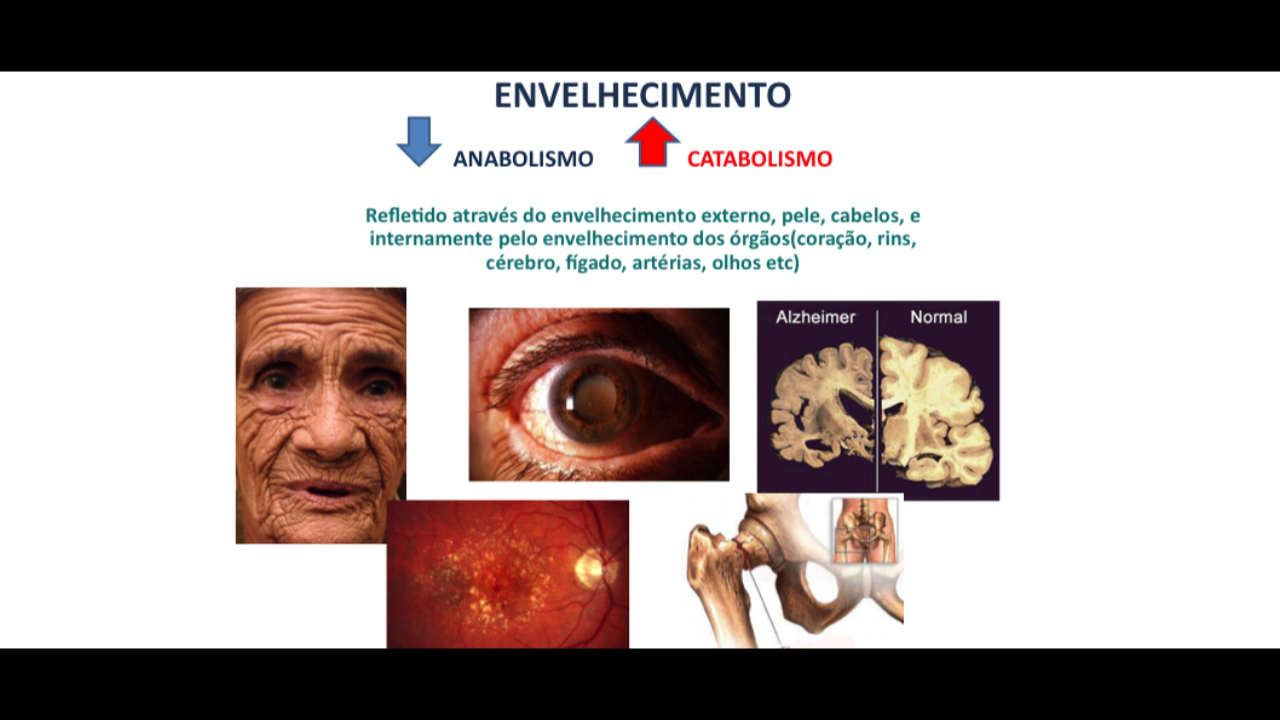 ENVELHECIMENTO
ANABOLISMO CATABOLISMO
Refletido através do envelhecimento externo, pele, cabelos, e
internamente pelo envelhecimento dos órgãos(coração, rins,
cérebro, fígado, artérias, olhos etc)
Alzheimer Normal